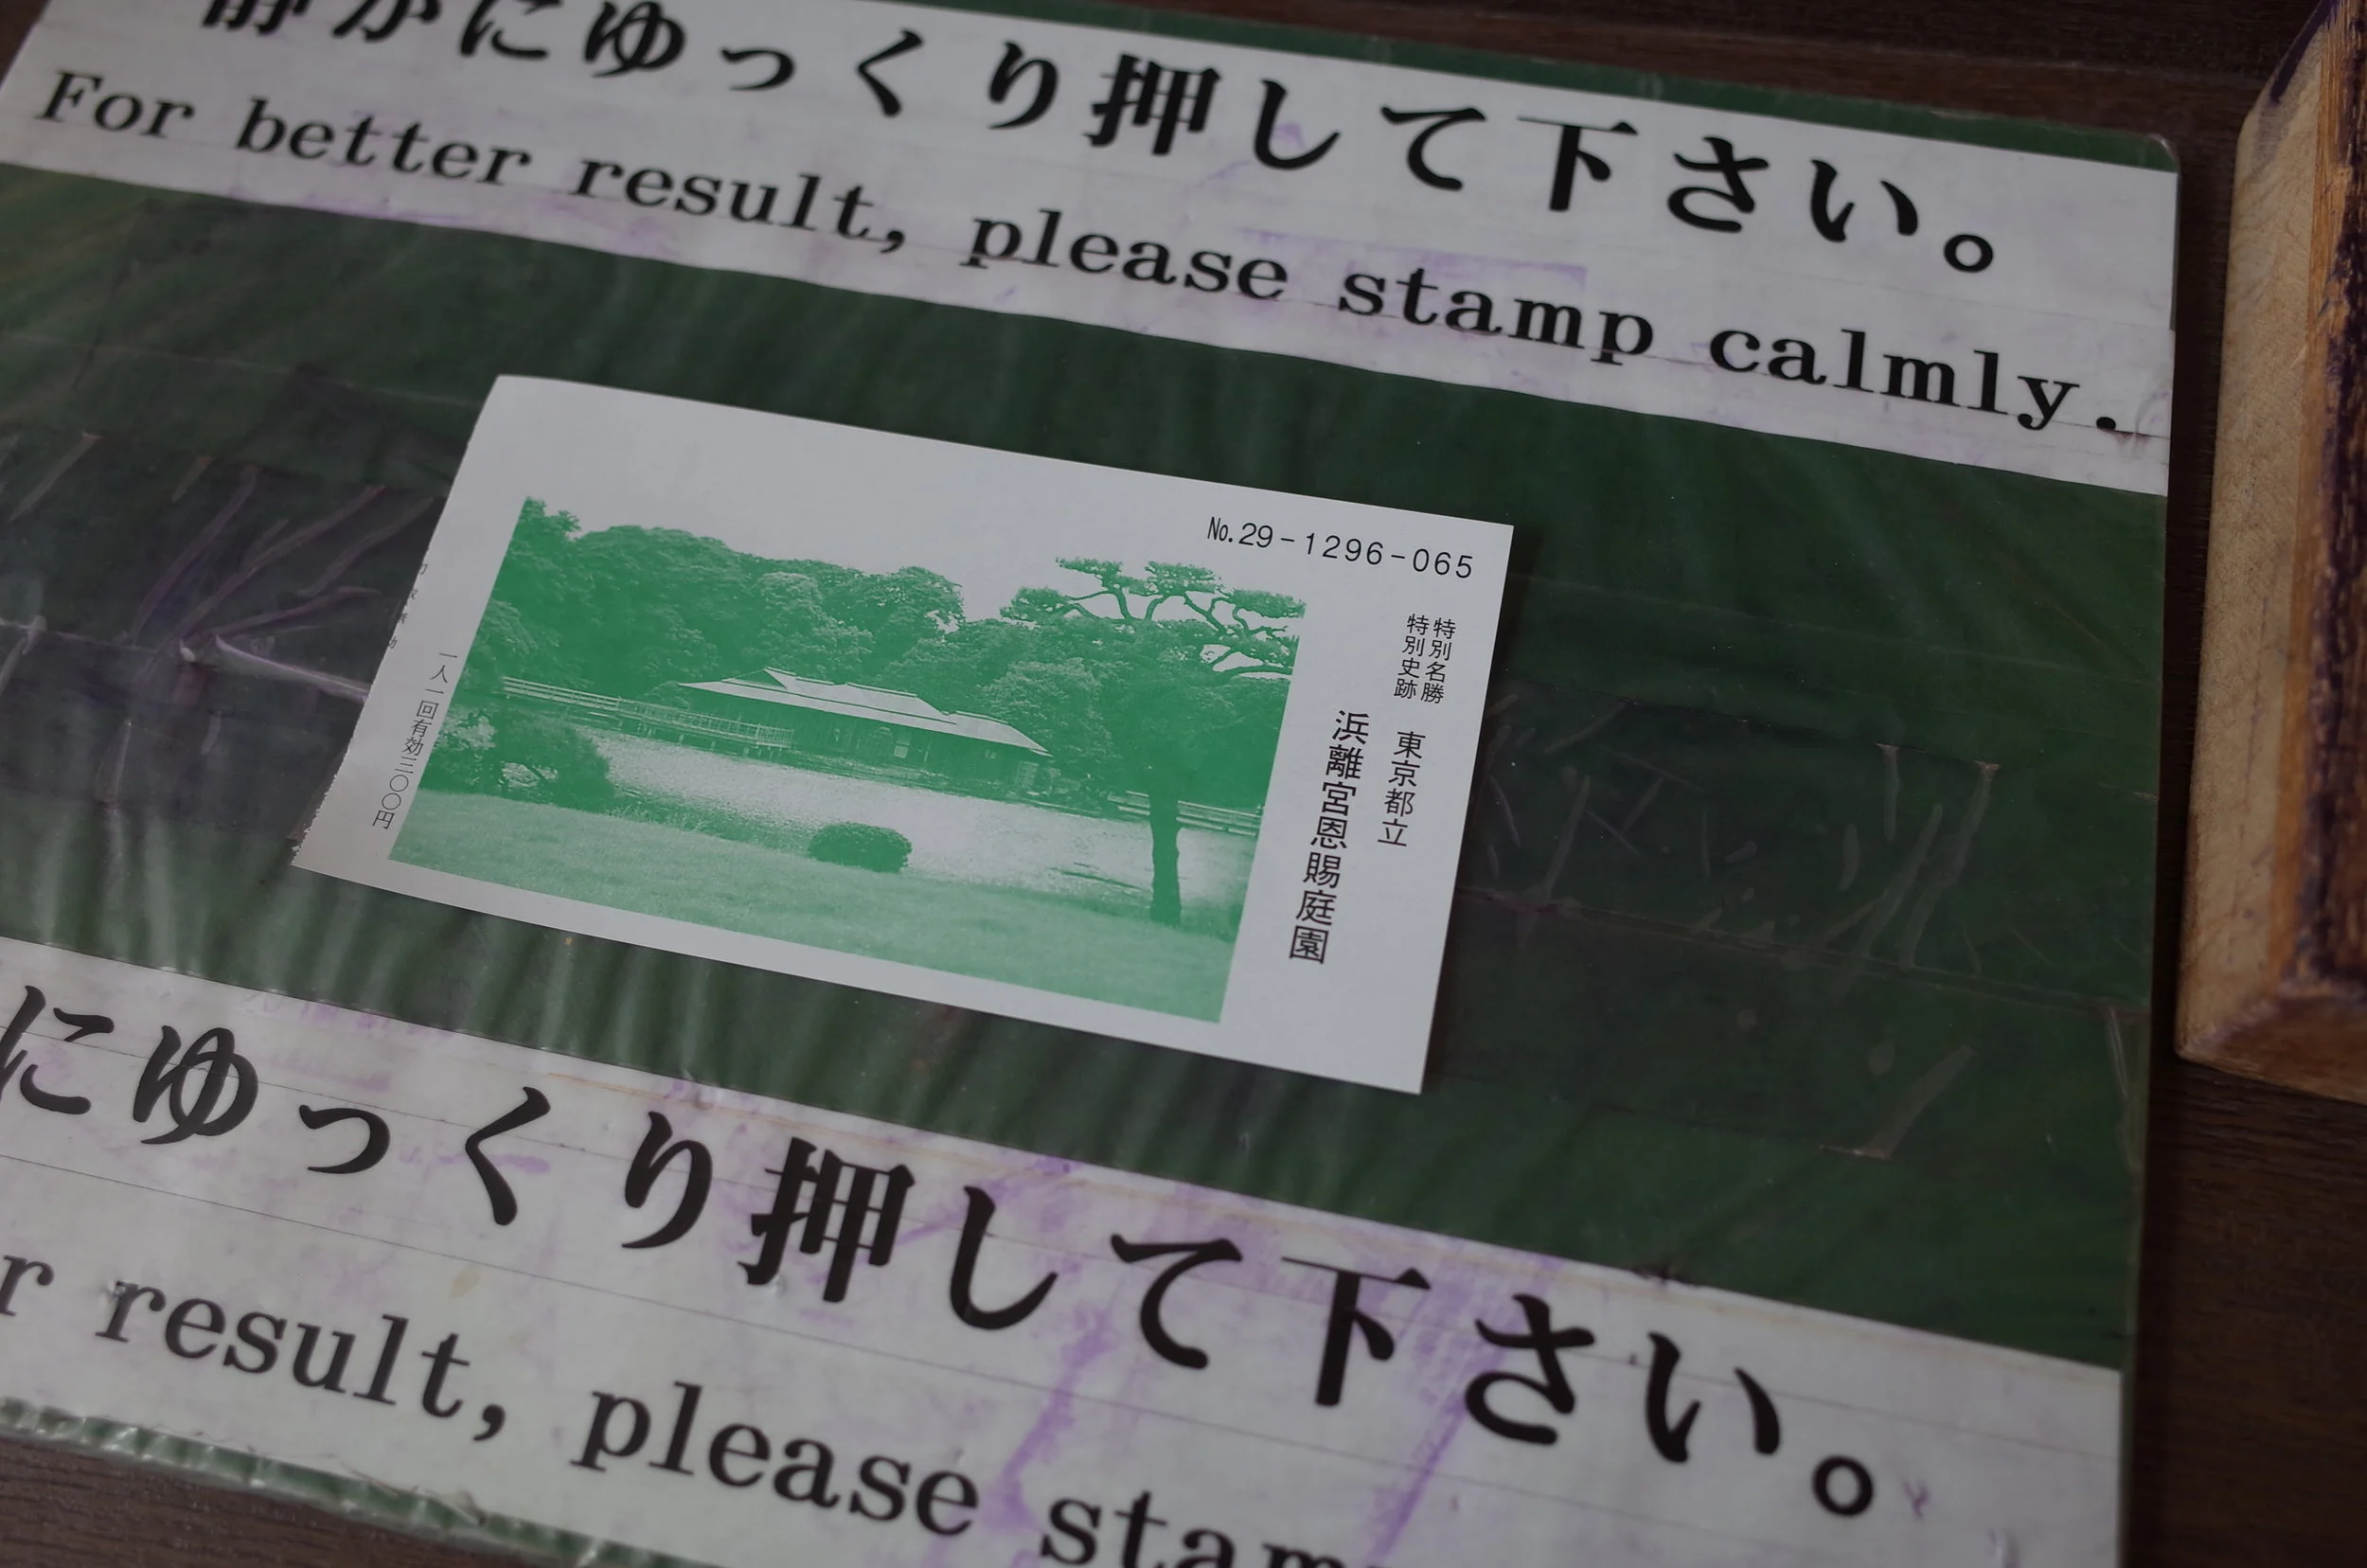 静かにゆっくり押して下さい。
For better result, please stamp calmly.
No.29-1296-065
特別名勝
特別史跡
東京都立
浜離宮恩賜庭園
一人一回有効三〇〇円
にゆっくり押して下さい。
r result, please stam